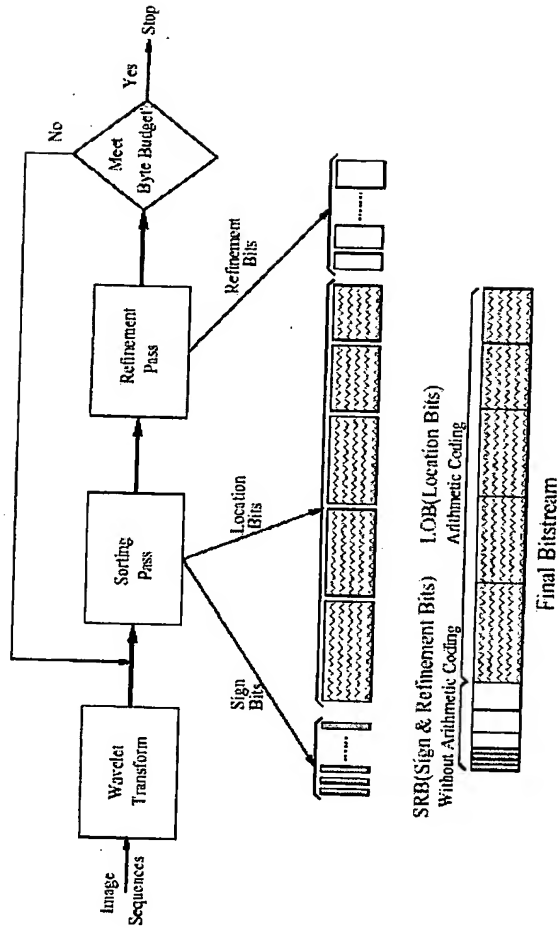 Image
Sequences
Wavelet
Transform
Sorting
Pass
Refinement
Pass
Meet
Byte Budget?
No
Yes
Stop
Sign
Bits
Location
Bits
Refinement
Bits
SRB(Sign & Refinement Bits)
Without Arithmetic Coding
LOB(Location Bits)
Arithmetic Coding
Final Bitstream